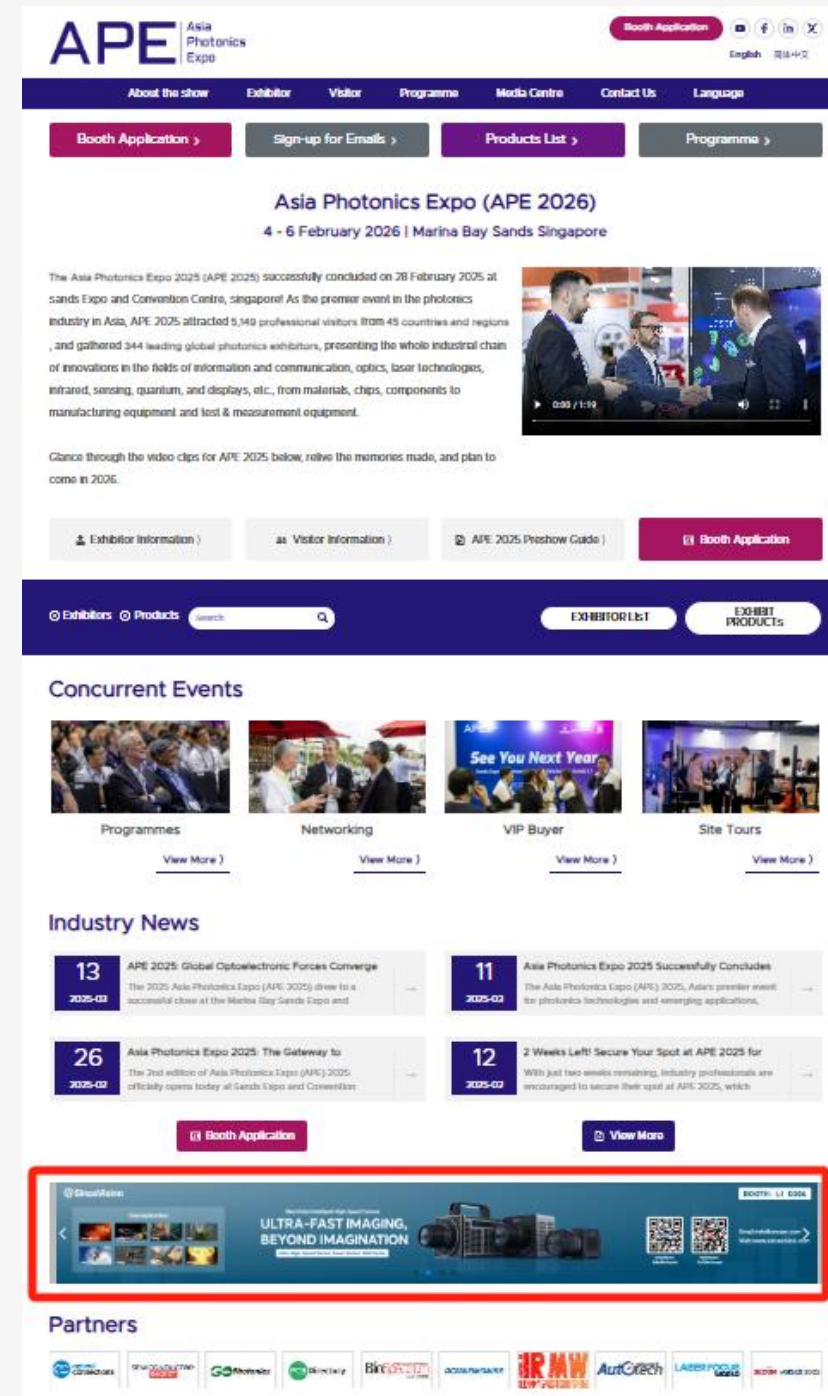 APE
Asia
Photonics
Expo
Booth Application
English 简体中文
About the show Exhibitor Visitor Programme Media Centre Contact Us Language
Booth Application > Sign-up for Emails > Products List > Programme >
Asia Photonics Expo (APE 2026)
4 - 6 February 2026 | Marina Bay Sands Singapore
The Asia Photonics Expo 2025 (APE 2025) successfully concluded on 28 February 2025 at
sands Expo and Convention Centre, singapore! As the premier event in the photonics
industry in Asia, APE 2025 attracted 5,149 professional visitors from 45 countries and regions
, and gathered 344 leading global photonics exhibitors, presenting the whole industrial chain
of innovations in the fields of information and communication, optics, laser technologies,
infrared, sensing, quantum, and displays, etc., from materials, chips, components to
manufacturing equipment and test & measurement equipment.
0:00 / 1:19
Glance through the video clips for APE 2025 below, relive the memories made, and plan to
come in 2026.
Exhibitor Information 〉 Visitor Information 〉 APE 2025 Preshow Guide 〉 Booth Application
Exhibitors Products Search EXHIBITOR LIST EXHIBIT
PRODUCTS
Concurrent Events
See You Next Year
Programmes Networking VIP Buyer Site Tours
View More 〉 View More 〉 View More 〉 View More 〉
Industry News
13
2025-03
APE 2025: Global Optoelectronic Forces Converge
The 2025 Asia Photonics Expo (APE 2025) drew to a
successful close at the Marina Bay Sands Expo and
11
2025-03
Asia Photonics Expo 2025 Successfully Concludes
The Asia Photonics Expo (APE) 2025, Asia's premier event
for photonics technologies and emerging applications,
26
2025-02
Asia Photonics Expo 2025: The Gateway to
The 2nd edition of Asia Photonics Expo (APE) 2025
officially opens today at Sands Expo and Convention
12
2025-02
2 Weeks Left! Secure Your Spot at APE 2025 for
With just two weeks remaining, industry professionals are
encouraged to secure their spot at APE 2025, which
Booth Application View More
SinceVision
ULTRA-FAST IMAGING,
BEYOND IMAGINATION
BOOTH:
Partners
AutoTech
LASER FOCUS
WORLD